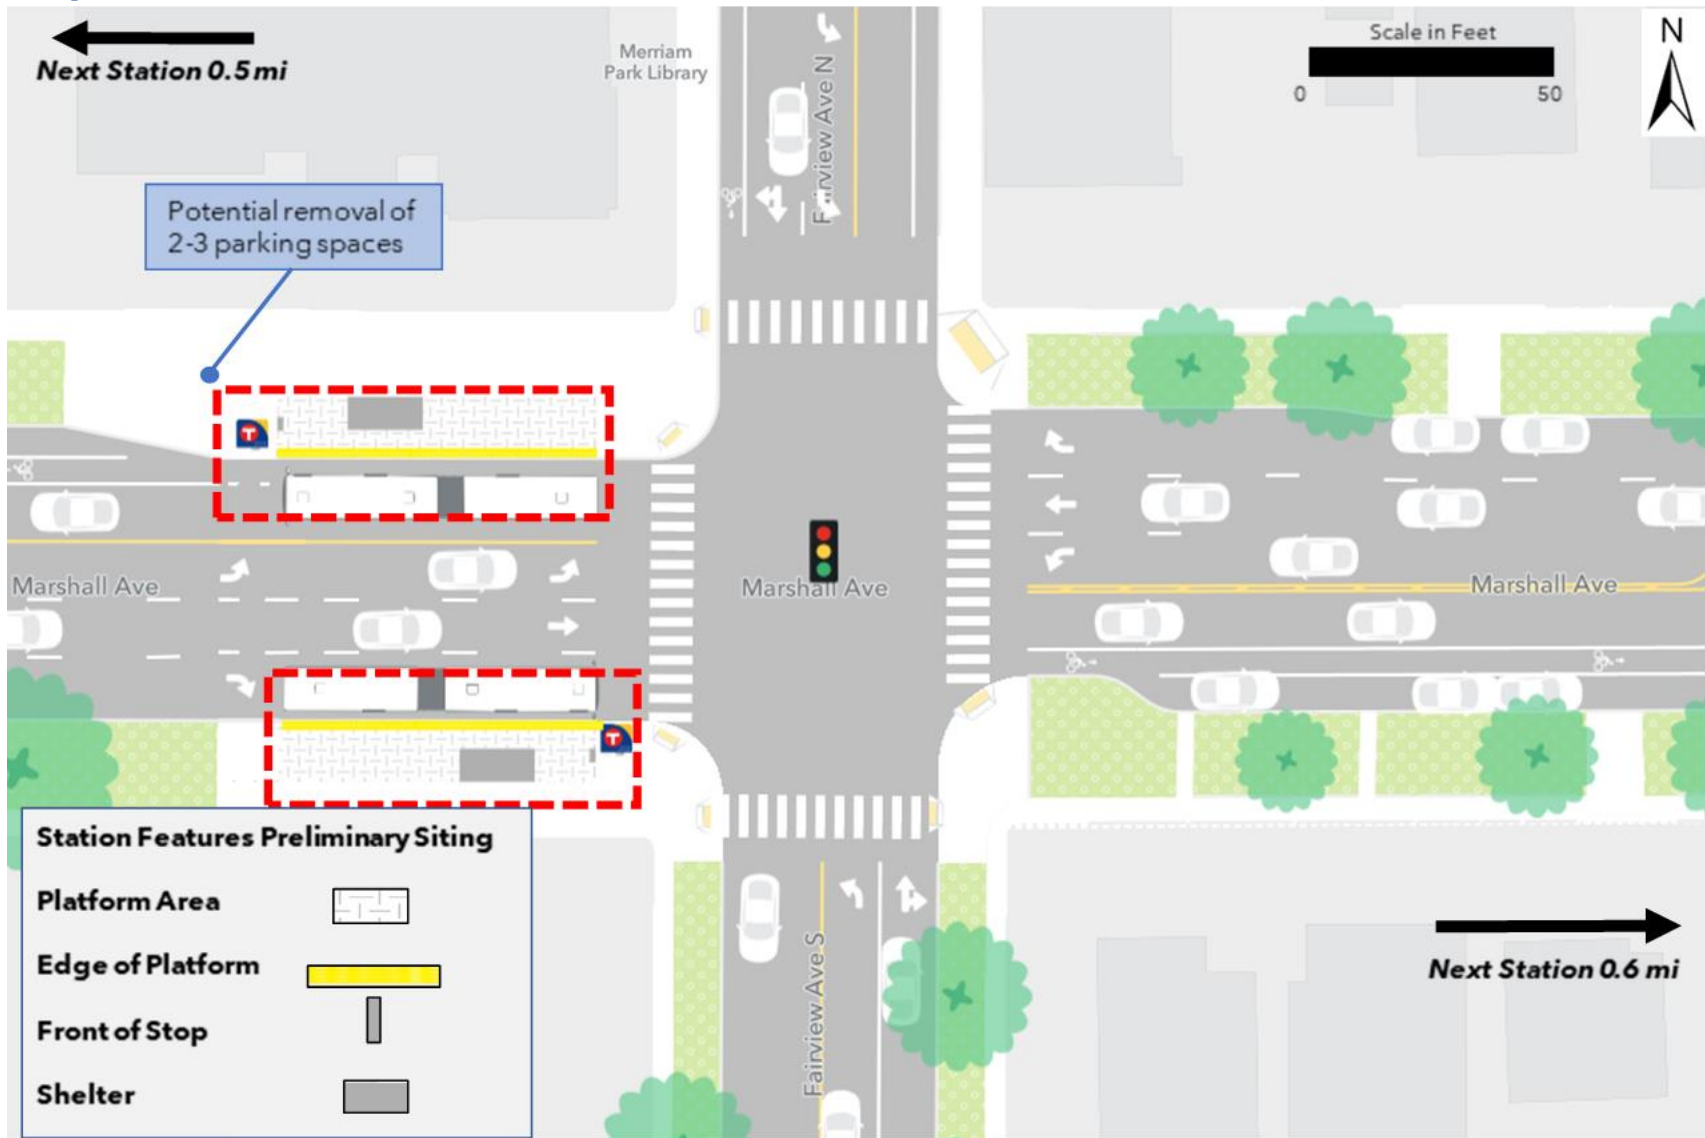 Next Station 0.5 mi
Merriam
Park Library
Fairview Ave N
Scale in Feet
0
50
N
Potential removal of
2-3 parking spaces
T
Marshall Ave
Marshall Ave
Marshall Ave
T
Station Features Preliminary Siting
Platform Area
Edge of Platform
Front of Stop
Shelter
Fairview Ave S
Next Station 0.6 mi